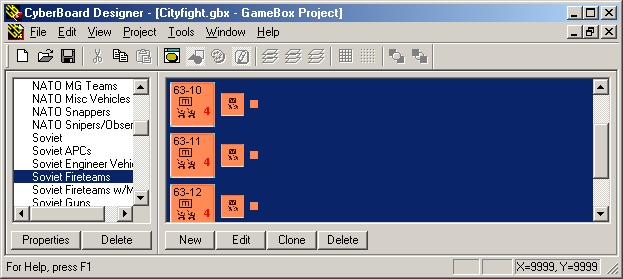 CyberBoard Designer - [Cityfight.gbx - GameBox Project]
File Edit View Project Tools Window Help
NATO MG Teams
NATO Misc Vehicles
NATO Snappers
NATO Snipers/Obser
Soviet
Soviet APCs
Soviet Engineer Vehi
Soviet Fireteams
Soviet Fireteams w/M
Soviet Guns
63-10
4
63-11
4
63-12
4
Properties Delete New Edit Clone Delete
For Help, press F1 X=9999, Y=9999